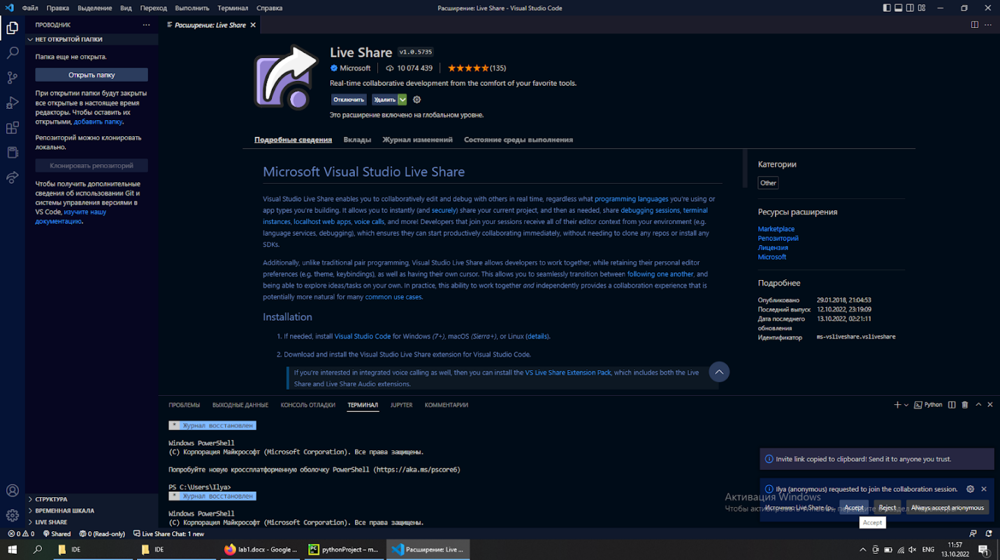 Файл Правка Выделение Вид Переход Выполнить Терминал Справка
Расширение: Live Share - Visual Studio Code
ПРОВОДНИК
НЕТ ОТКРЫТОЙ ПАПКИ
Папка еще не открыта.
Открыть папку
При открытии папки будут закрыты
все открытые в настоящее время
редакторы. Чтобы оставить их
открытыми, добавить папку.
Репозиторий можно клонировать
локально.
Клонировать репозиторий
Чтобы получить дополнительные
сведения об использовании Git и
системы управления версиями в
VS Code, изучите нашу
документацию.
СТРУКТУРА
ВРЕМЕННАЯ ШКАЛА
LIVE SHARE
Расширение: Live Share
Live Share v1.0.5735
Microsoft 10 074 439 (135)
Real-time collaborative development from the comfort of your favorite tools.
Отключить Удалить
Это расширение включено на глобальном уровне.
Подробные сведения Вклады Журнал изменений Состояние среды выполнения
Microsoft Visual Studio Live Share
Visual Studio Live Share enables you to collaboratively edit and debug with others in real time, regardless what programming languages you're using or
app types you're building. It allows you to instantly (and securely) share your current project, and then as needed, share debugging sessions, terminal
instances, localhost web apps, voice calls, and more! Developers that join your sessions receive all of their editor context from your environment (e.g.
language services, debugging), which ensures they can start productively collaborating immediately, without needing to clone any repos or install any
SDKs.
Additionally, unlike traditional pair programming, Visual Studio Live Share allows developers to work together, while retaining their personal editor
preferences (e.g. theme, keybindings), as well as having their own cursor. This allows you to seamlessly transition between following one another, and
being able to explore ideas/tasks on your own. In practice, this ability to work together and independently provides a collaboration experience that is
potentially more natural for many common use cases.
Installation
1. If needed, install Visual Studio Code for Windows (7+), macOS (Sierra+), or Linux (details).
2. Download and install the Visual Studio Live Share extension for Visual Studio Code.
If you're interested in integrated voice calling as well, then you can install the VS Live Share Extension Pack, which includes both the Live
Share and Live Share Audio extensions.
Категории
Other
Ресурсы расширения
Marketplace
Репозиторий
Лицензия
Microsoft
Подробнее
Опубликовано 29.01.2018, 21:04:53
Последний выпуск 12.10.2022, 23:19:09
Дата последнего 13.10.2022, 02:21:11
обновления
Идентификатор ms-vsliveshare.vsliveshare
ПРОБЛЕМЫ ВЫХОДНЫЕ ДАННЫЕ КОНСОЛЬ ОТЛАДКИ ТЕРМИНАЛ JUPYTER КОММЕНТАРИИ
Python
* Журнал восстановлен
Windows PowerShell
(C) Корпорация Майкрософт (Microsoft Corporation). Все права защищены.
Попробуйте новую кроссплатформенную оболочку PowerShell (https://aka.ms/pscore6)
PS C:\Users\Ilya>
* Журнал восстановлен
Windows PowerShell
(C) Корпорация Майкрософт (Microsoft Corporation). Все права защищены.
Invite link copied to clipboard! Send it to anyone you trust.
Ilya (anonymous) requested to join the collaboration session.
Активация Windows
Источник: Live Share (р... Accept Reject Always accept anonymous
Accept
0 0 Shared 0 (Read-only) Live Share Chat: 1 new
IDE IDE lab1.docx - Google ... pythonProject – m... Расширение: Live ...
ENG
11:57
13.10.2022
1